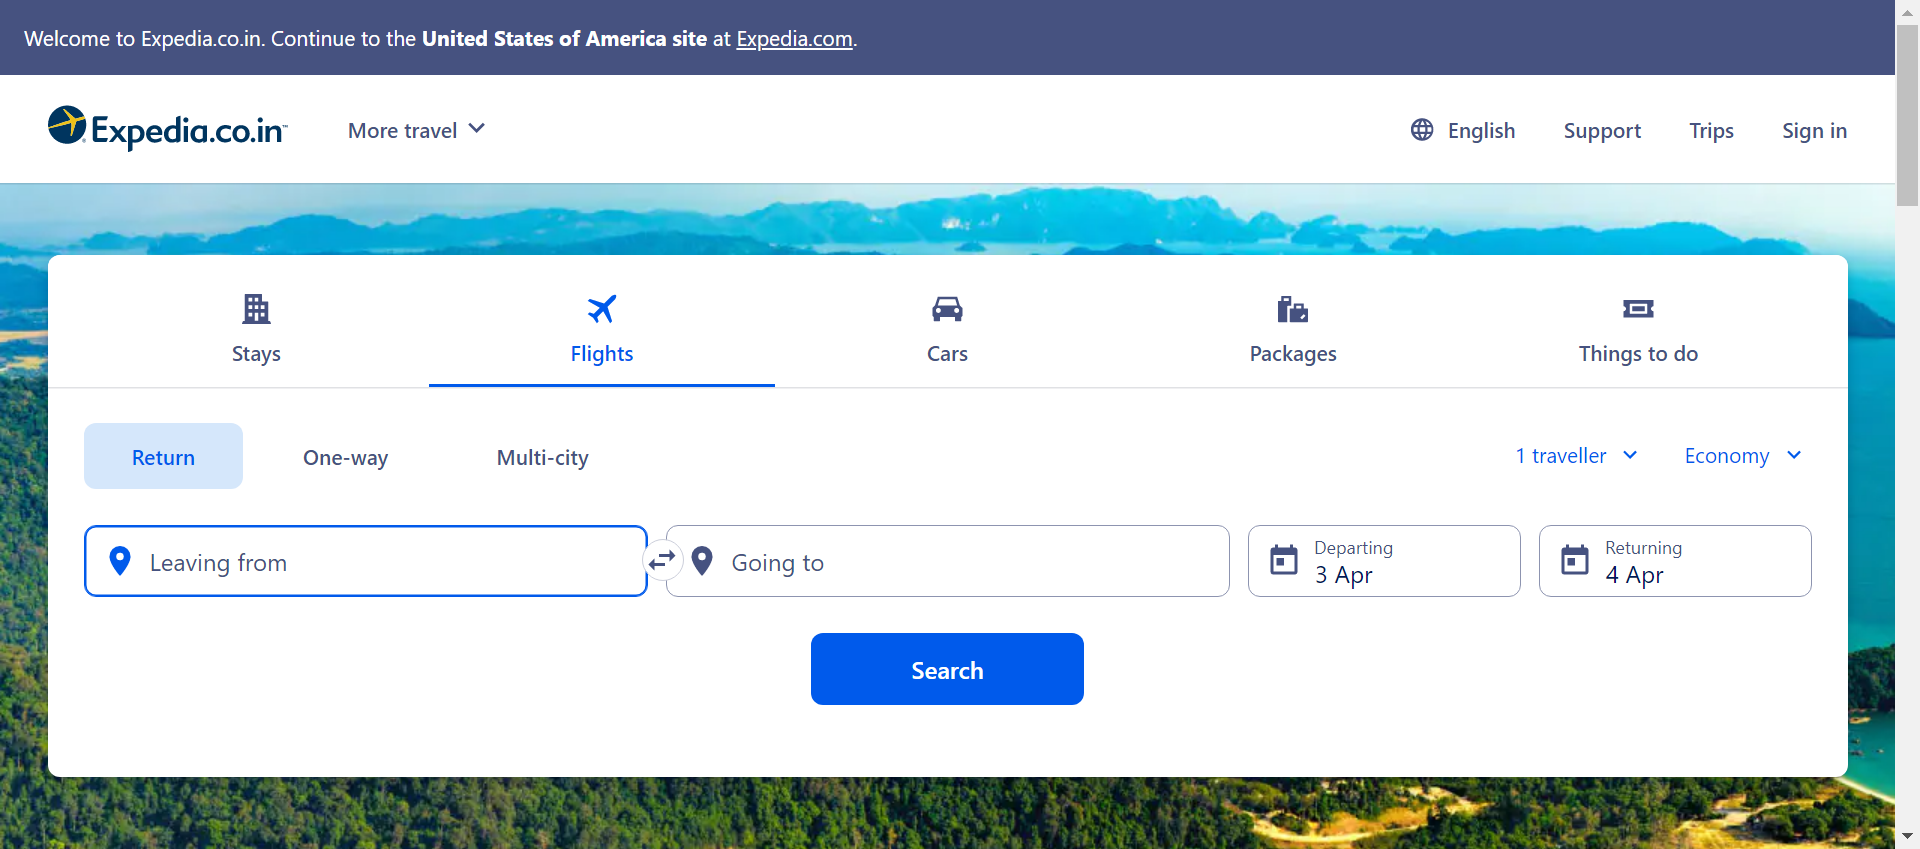 Welcome to Expedia.co.in. Continue to the United States of America site at Expedia.com.
Expedia.co.in™
More travel
English
Support
Trips
Sign in
Stays
Flights
Cars
Packages
Things to do
Return
One-way
Multi-city
1 traveller
Economy
Leaving from
Going to
Departing
3 Apr
Returning
4 Apr
Search